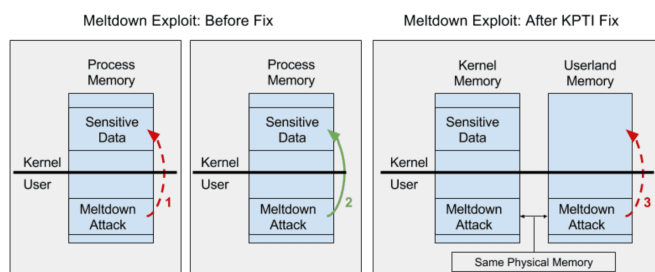 Meltdown Exploit: Before Fix
Meltdown Exploit: After KPTI Fix
Process
Memory
Sensitive
Data
Kernel
User
Meltdown
Attack
1
Process
Memory
Sensitive
Data
Kernel
User
Meltdown
Attack
2
Kernel
Memory
Userland
Memory
Sensitive
Data
Kernel
User
Meltdown
Attack
Meltdown
Attack
3
Same Physical Memory